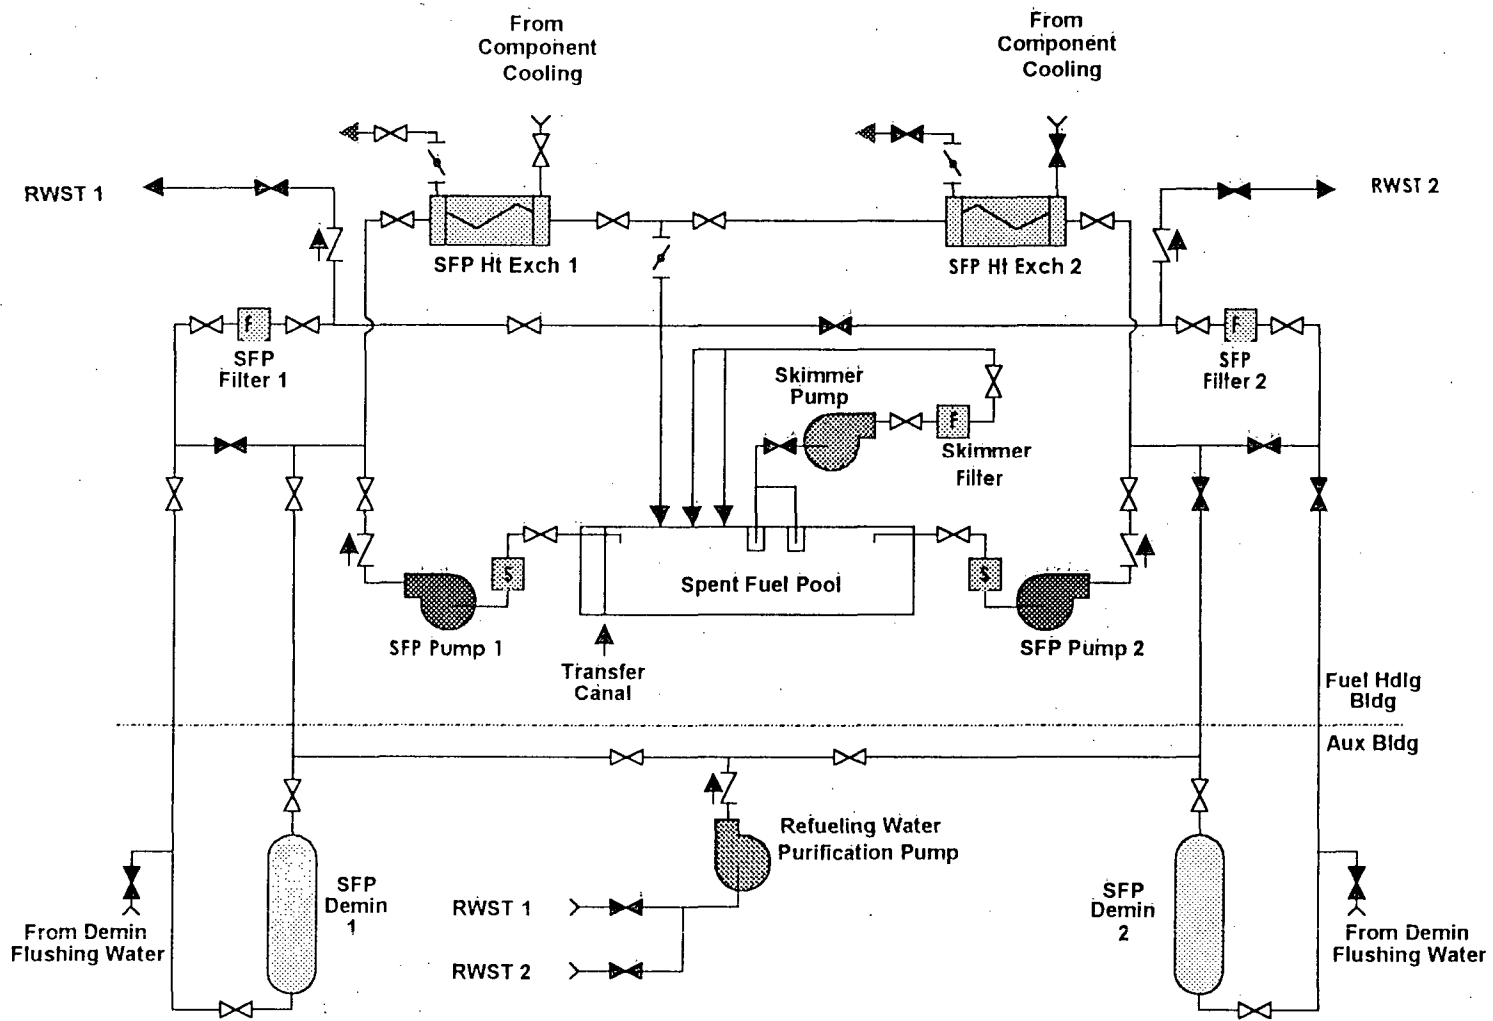 From
Component
Cooling
From
Component
Cooling
RWST 1
RWST 2
SFP Ht Exch 1
SFP Ht Exch 2
F
SFP
Filter 1
F
SFP
Filter 2
Skimmer
Pump
F
Skimmer
Filter
S
Spent Fuel Pool
S
SFP Pump 1
SFP Pump 2
Transfer
Canal
Fuel Hdlg
Bldg
Aux Bldg
Refueling Water
Purification Pump
SFP
Demin
1
RWST 1
RWST 2
SFP
Demin
2
From Demin
Flushing Water
From Demin
Flushing Water